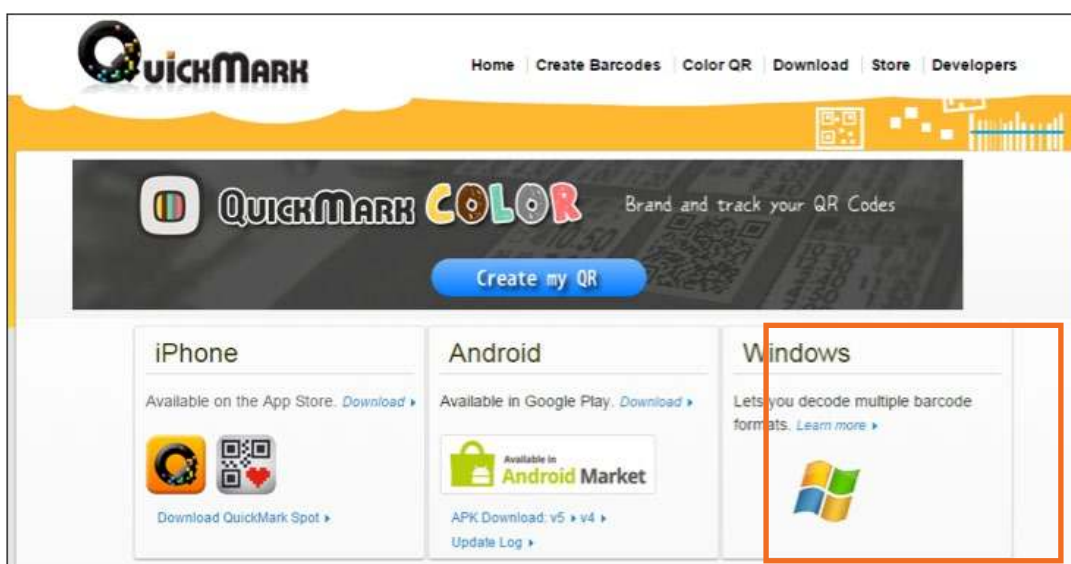 QuickMark
Home Create Barcodes Color QR Download Store Developers
QuickMark COLOR Brand and track your QR Codes
Create my QR
iPhone
Available on the App Store. Download
Download QuickMark Spot
Android
Available in Google Play. Download
Available in
Android Market
APK Download: v5 v4
Update Log
Windows
Lets you decode multiple barcode
formats. Learn more